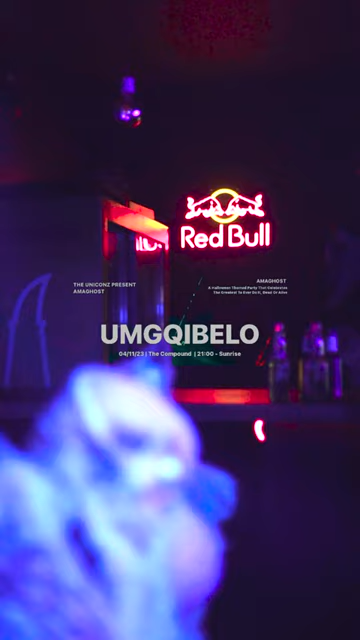 Red Bull
THE UNICONZ PRESENT
AMAGHOST
AMAGHOST
A Halloween Themed Party That Celebrates
The Greatest To Ever Do It, Dead Or Alive
UMGQIBELO
04/11/23 | The Compound | 21:00 - Sunrise